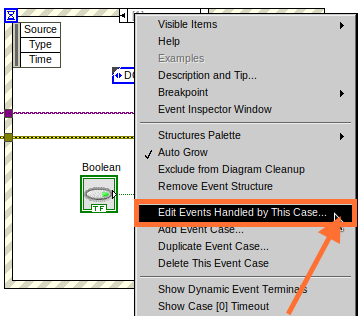 Source
Type
Time
Visible Items
Help
Examples
Description and Tip...
Breakpoint
Event Inspector Window
Structures Palette
Auto Grow
Exclude from Diagram Cleanup
Remove Event Structure
Boolean
TF
Edit Events Handled by This Case...
Add Event Case...
Duplicate Event Case...
Delete This Event Case
Show Dynamic Event Terminals
Show Case [0] Timeout